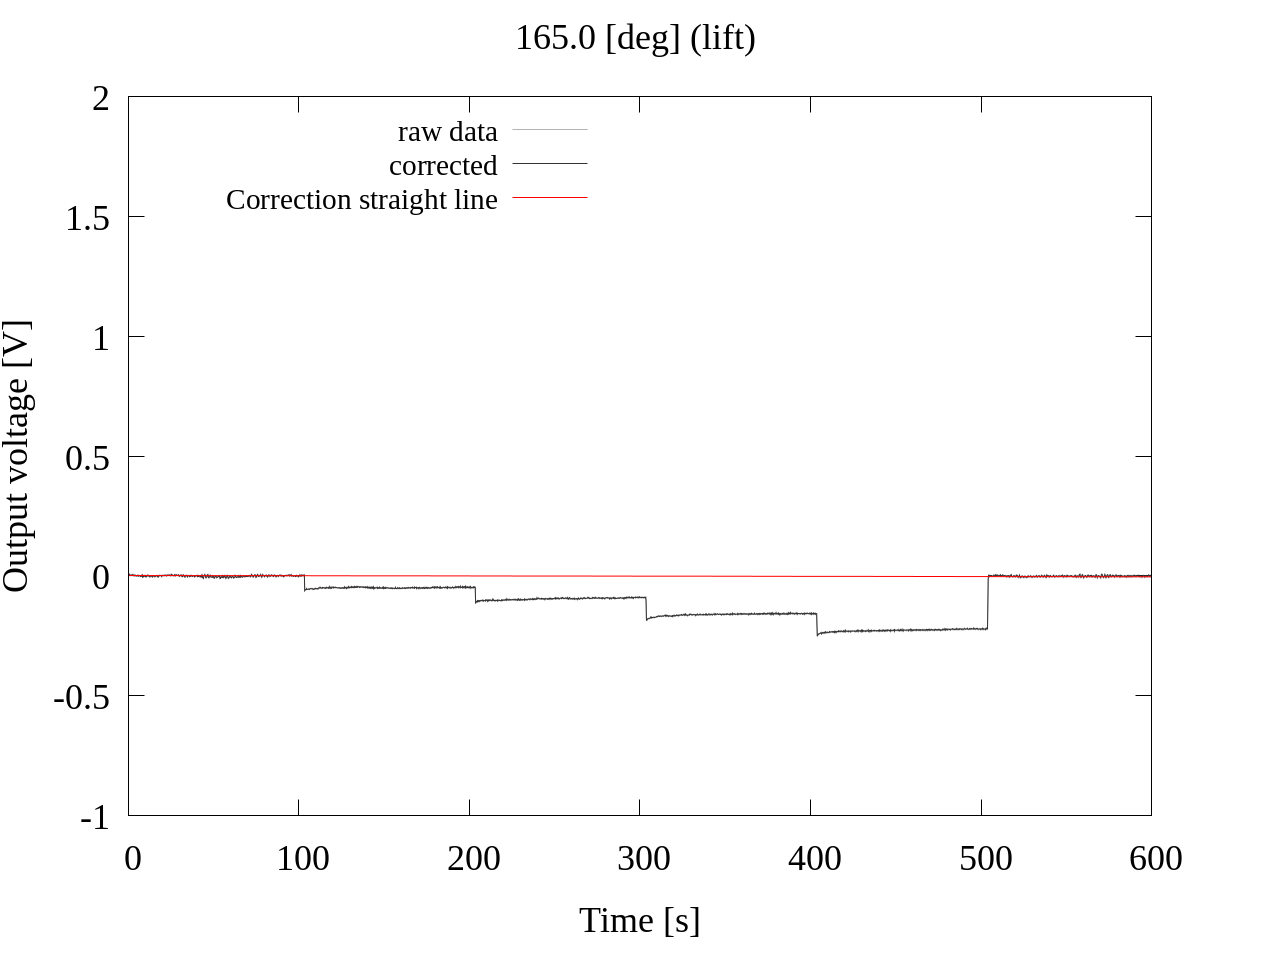 165.0 [deg] (lift)
2
1.5
1
0.5
0
-0.5
-1
raw data
corrected
Correction straight line
Output voltage [V]
0 100 200 300 400 500 600
Time [s]